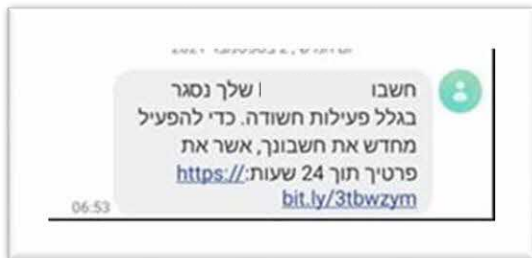 חשבו שלך נסגר
בגלל פעילות חשודה. כדי להפעיל
מחדש את חשבונך, אשר את
פרטיך תוך 24 שעות: https://
bit.ly/3tbwzym
06:53